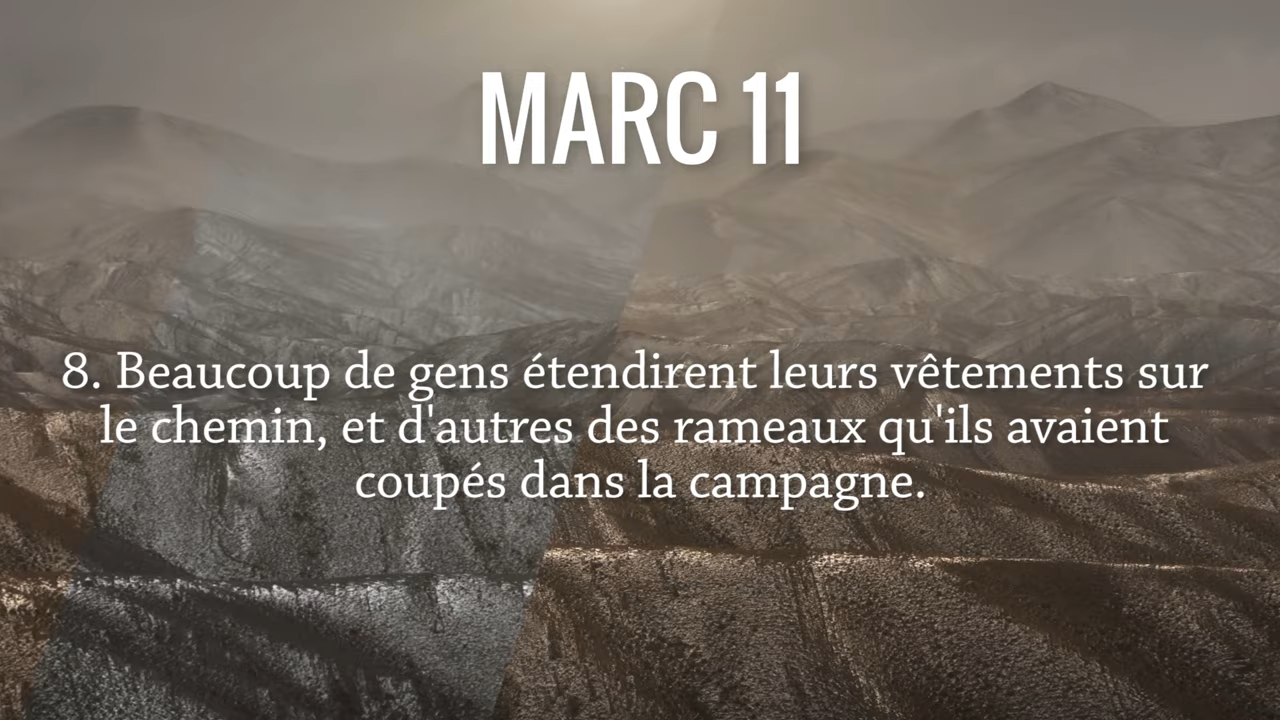 MARC 11
8. Beaucoup de gens étendirent leurs vêtements sur
le chemin, et d'autres des rameaux qu'ils avaient
coupés dans la campagne.